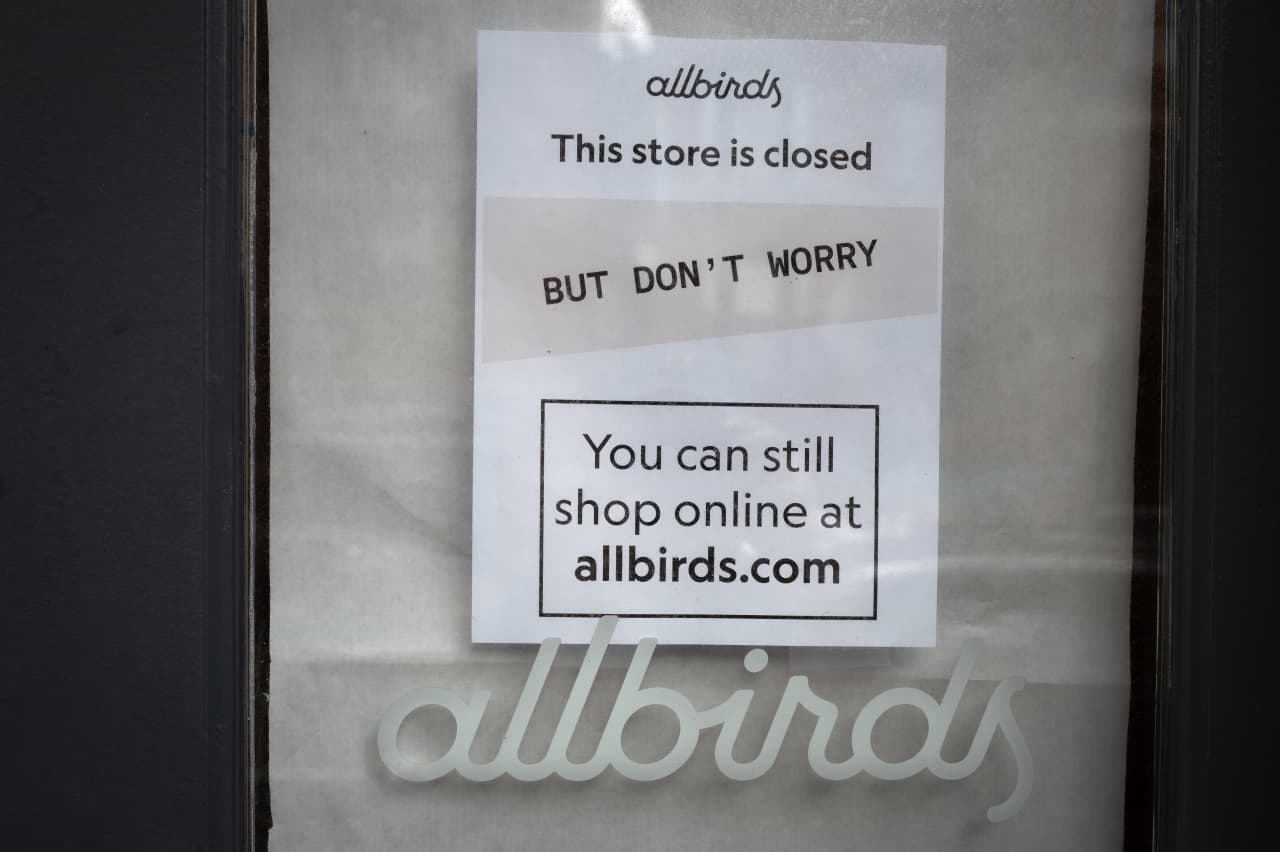 allbirds
This store is closed
BUT DON'T WORRY
You can still
shop online at
allbirds.com
allbirds